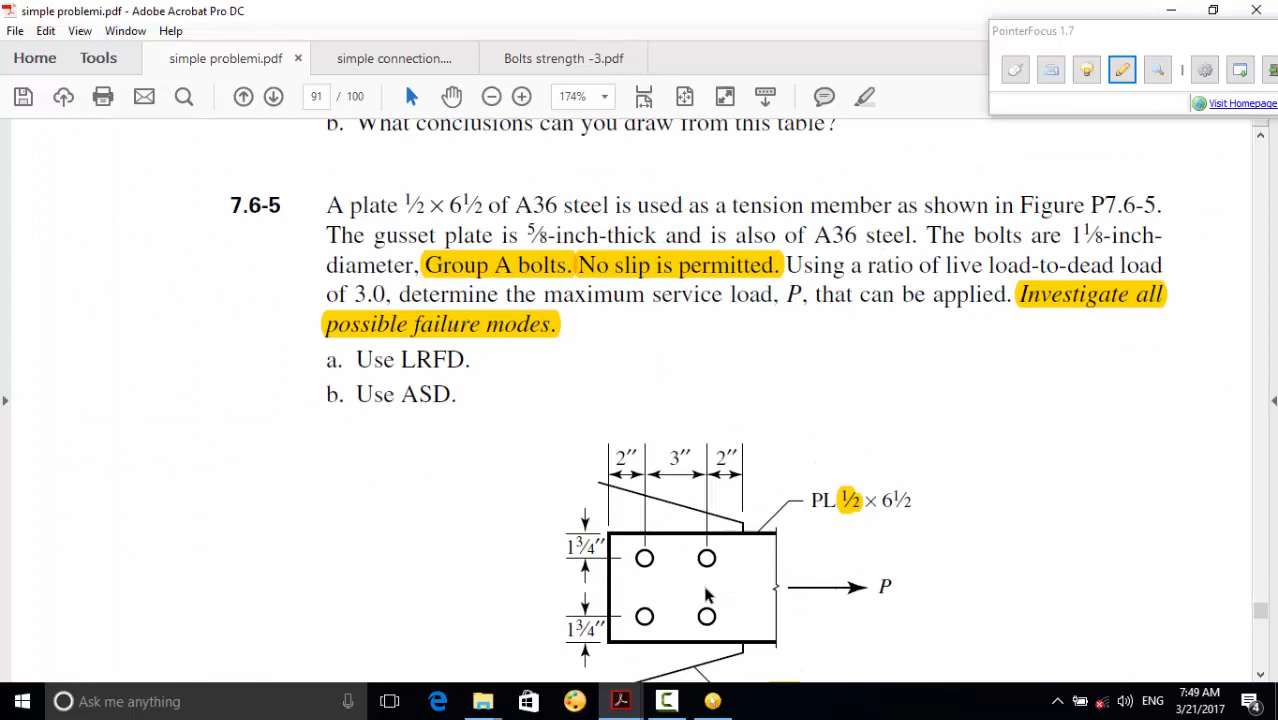 simple problemi.pdf - Adobe Acrobat Pro DC
PointerFocus 1.7
File Edit View Window Help
Home Tools simple problemi.pdf × simple connection.... Bolts strength -3.pdf
91 / 100 174%
Visit Homepage
b. What conclusions can you draw from this table?
7.6-5 A plate ½ × 6½ of A36 steel is used as a tension member as shown in Figure P7.6-5.
The gusset plate is ⅝-inch-thick and is also of A36 steel. The bolts are 1⅛-inch-
diameter, Group A bolts. No slip is permitted. Using a ratio of live load-to-dead load
of 3.0, determine the maximum service load, P, that can be applied. Investigate all
possible failure modes.
a. Use LRFD.
b. Use ASD.
2″ 3″ 2″
PL ½ × 6½
1¾″
P
1¾″
Ask me anything
ENG
7:49 AM
3/21/2017
4